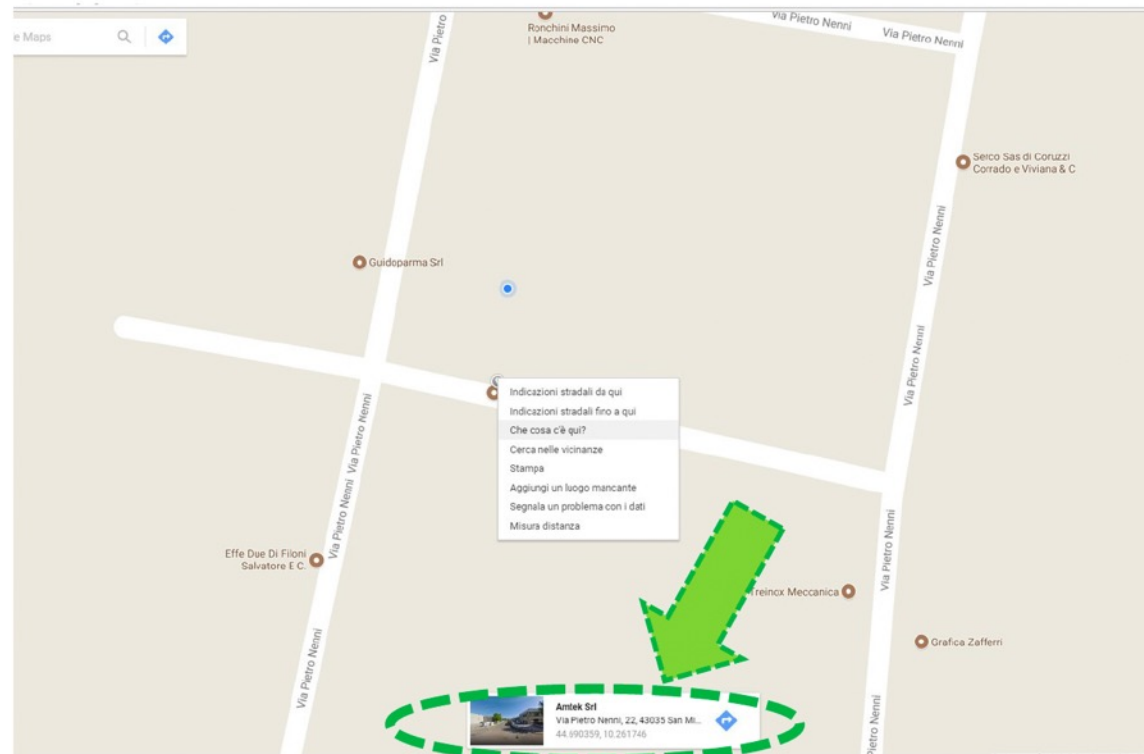 e Maps
Ronchini Massimo
| Macchine CNC
Via Pietro Nenni
Via Pietro Nenni
Via Pietro
Serco Sas di Coruzzi
Corrado e Viviana & C
Via Pietro Nenni
Guidoparma Srl
Via Pietro Nenni
Indicazioni stradali da qui
Indicazioni stradali fino a qui
Che cosa c'è qui?
Cerca nelle vicinanze
Stampa
Aggiungi un luogo mancante
Segnala un problema con i dati
Misura distanza
Via Pietro Nenni
Via Pietro Nenni
Effe Due Di Filoni
Salvatore E C.
Via Pietro Nenni
Treinox Meccanica
Grafica Zafferri
Via Pietro Nenni
Pietro Nenni
Amtek Srl
Via Pietro Nenni, 22, 43035 San Mi...
44.690359, 10.261746